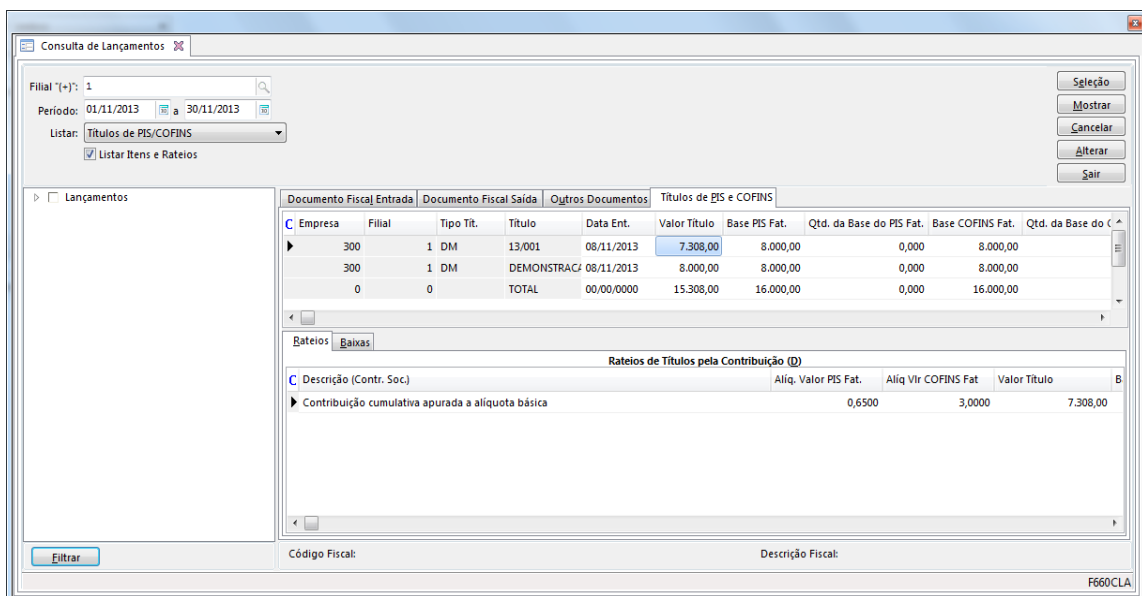 Consulta de Lançamentos
Filial "(+)": 1
Período: 01/11/2013 a 30/11/2013
Listar: Títulos de PIS/COFINS
Listar Itens e Rateios
Seleção
Mostrar
Cancelar
Alterar
Sair
Lançamentos
Documento Fiscal Entrada Documento Fiscal Saída Outros Documentos Títulos de PIS e COFINS
C Empresa Filial Tipo Tít. Título Data Ent. Valor Título Base PIS Fat. Qtd. da Base do PIS Fat. Base COFINS Fat. Qtd. da Base do C
300 1 DM 13/001 08/11/2013 7.308,00 8.000,00 0,000 8.000,00
300 1 DM DEMONSTRACA 08/11/2013 8.000,00 8.000,00 0,000 8.000,00
0 0 TOTAL 00/00/0000 15.308,00 16.000,00 0,000 16.000,00
Rateios Baixas
Rateios de Títulos pela Contribuição (D)
C Descrição (Contr. Soc.) Alíq. Valor PIS Fat. Alíq Vlr COFINS Fat Valor Título B
Contribuição cumulativa apurada a alíquota básica 0,6500 3,0000 7.308,00
Filtrar
Código Fiscal: Descrição Fiscal:
F660CLA